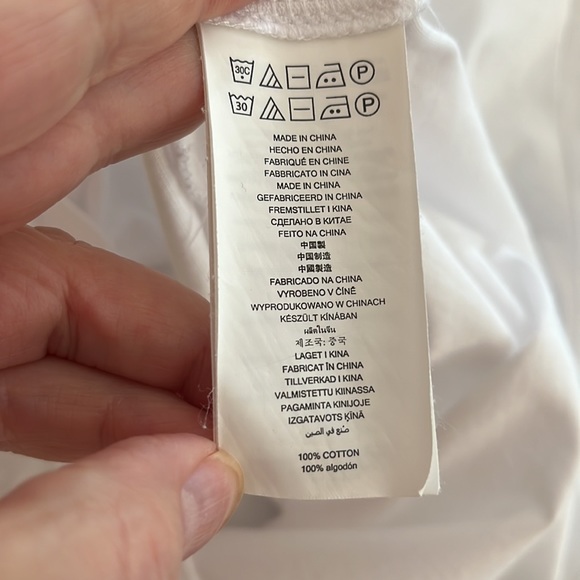 30C P
30 P
MADE IN CHINA
HECHO EN CHINA
FABRIQUÉ EN CHINE
FABBRICATO IN CINA
MADE IN CHINA
GEFABRICEERD IN CHINA
FREMSTILLET I KINA
СДЕЛАНО В КИТАЕ
FEITO NA CHINA
中国製
中国制造
中國製造
FABRICADO NA CHINA
VYROBENO V ČÍNĚ
WYPRODUKOWANO W CHINACH
KÉSZÜLT KÍNÁBAN
ผลิตในจีน
제조국: 중국
LAGET I KINA
FABRICAT ÎN CHINA
TILLVERKAD I KINA
VALMISTETTU KIINASSA
PAGAMINTA KINIJOJE
IZGATAVOTS ĶĪNĀ
صنع في الصين
100% COTTON
100% algodón